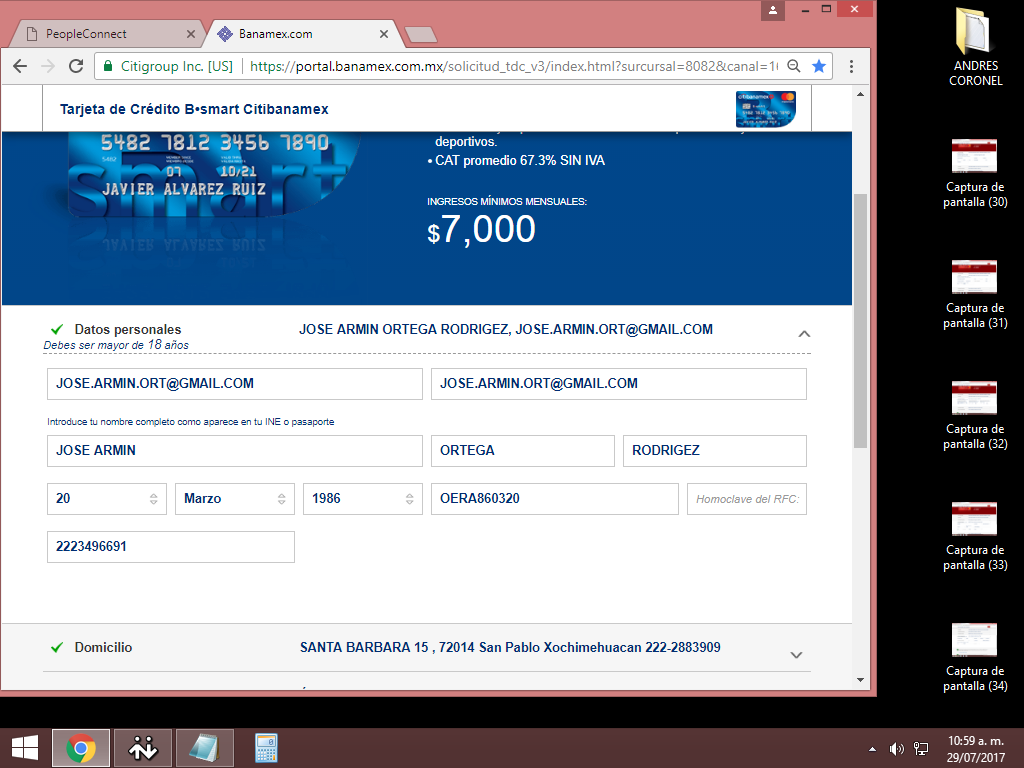 PeopleConnect
Banamex.com
Citigroup Inc. [US]
https://portal.banamex.com.mx/solicitud_tdc_v3/index.html?sursursal=8082&canal=1
Tarjeta de Crédito B•smart Citibanamex
citibanamex
5482 7812 3456 7890
5482
07 10/21
JAVIER ALVAREZ RUIZ
smart
deportivos.
• CAT promedio 67.3% SIN IVA
INGRESOS MÍNIMOS MENSUALES:
$7,000
Datos personales
JOSE ARMIN ORTEGA RODRIGEZ, JOSE.ARMIN.ORT@GMAIL.COM
Debes ser mayor de 18 años
JOSE.ARMIN.ORT@GMAIL.COM
JOSE.ARMIN.ORT@GMAIL.COM
Introduce tu nombre completo como aparece en tu INE o pasaporte
JOSE ARMIN
ORTEGA
RODRIGEZ
20
Marzo
1986
OERA860320
Homoclave del RFC:
2223496691
Domicilio
SANTA BARBARA 15 , 72014 San Pablo Xochimehuacan 222-2883909
ANDRES
CORONEL
Captura de
pantalla (30)
Captura de
pantalla (31)
Captura de
pantalla (32)
Captura de
pantalla (33)
Captura de
pantalla (34)
10:59 a. m.
29/07/2017